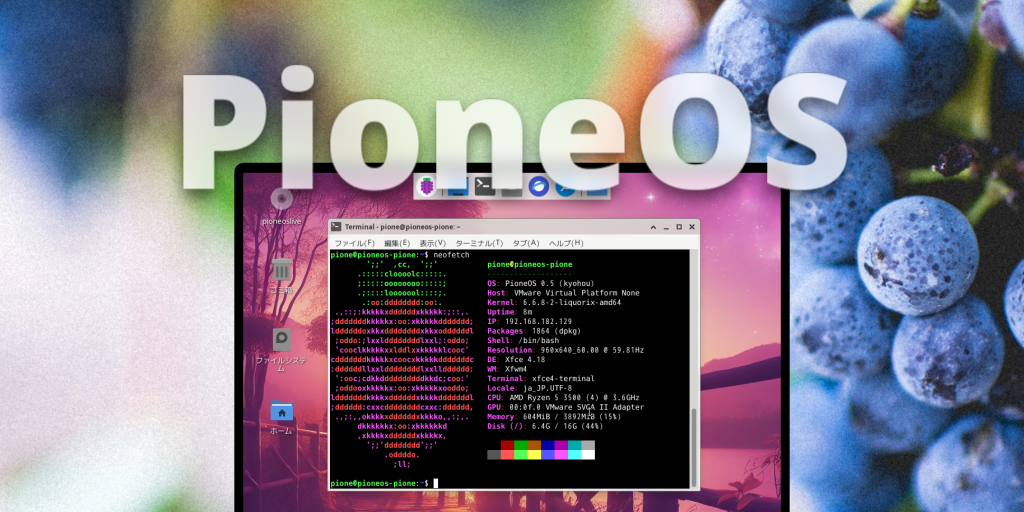 PioneOS
pioneoslive
ゴミ箱
ファイルシステム
ホーム
Terminal - pione@pioneos-pione: ~
ファイル(F) 編集(E) 表示(V) ターミナル(T) タブ(A) ヘルプ(H)
pione@pioneos-pione:~$ neofetch
pione@pioneos-pione
-------------------
OS: PioneOS 0.5 (kyohou)
Host: VMware Virtual Platform None
Kernel: 6.6.8-2-liquorix-amd64
Uptime: 8m
IP: 192.168.182.129
Packages: 1864 (dpkg)
Shell: /bin/bash
Resolution: 960x640_60.00 @ 59.81Hz
DE: Xfce 4.18
WM: Xfwm4
Terminal: xfce4-terminal
Locale: ja_JP.UTF-8
CPU: AMD Ryzen 5 3500 (4) @ 3.6GHz
GPU: 00:0f.0 VMware SVGA II Adapter
Memory: 604MiB / 3892MiB (15%)
Disk (/): 6.4G / 16G (44%)
pione@pioneos-pione:~$